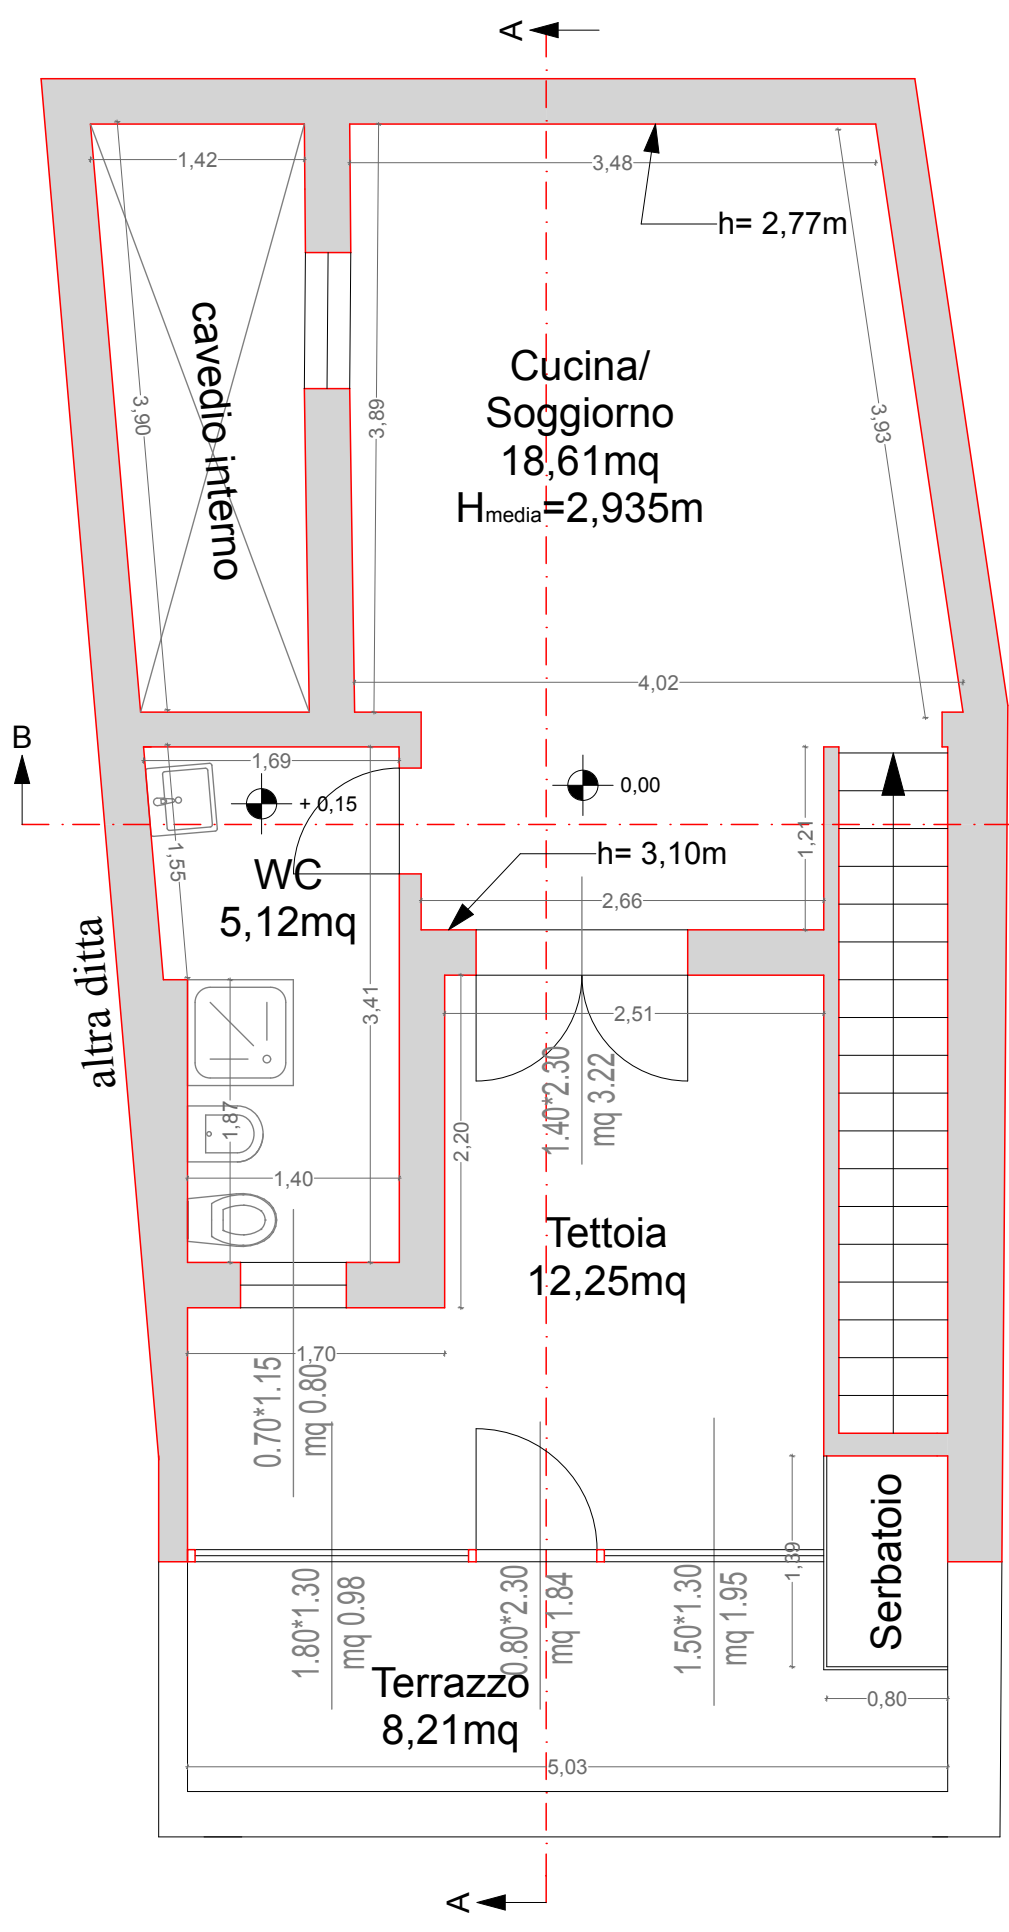 A
1,42
3,48
h= 2,77m
cavedio interno
3,90
3,89
3,93
Cucina/
Soggiorno
18,61mq
Hmedia=2,935m
4,02
B
1,69
+ 0,15
0,00
1,55
WC
5,12mq
h= 3,10m
1,21
2,66
altra ditta
3,41
2,51
1.40*2.30
mq 3.22
1,87
2,20
1,40
Tettoia
12,25mq
1,70
0.70*1.15
mq 0.80
1,39
Serbatoio
1.80*1.30
mq 0.98
0.80*2.30
mq 1.84
1.50*1.30
mq 1.95
Terrazzo
8,21mq
0,80
5,03
A